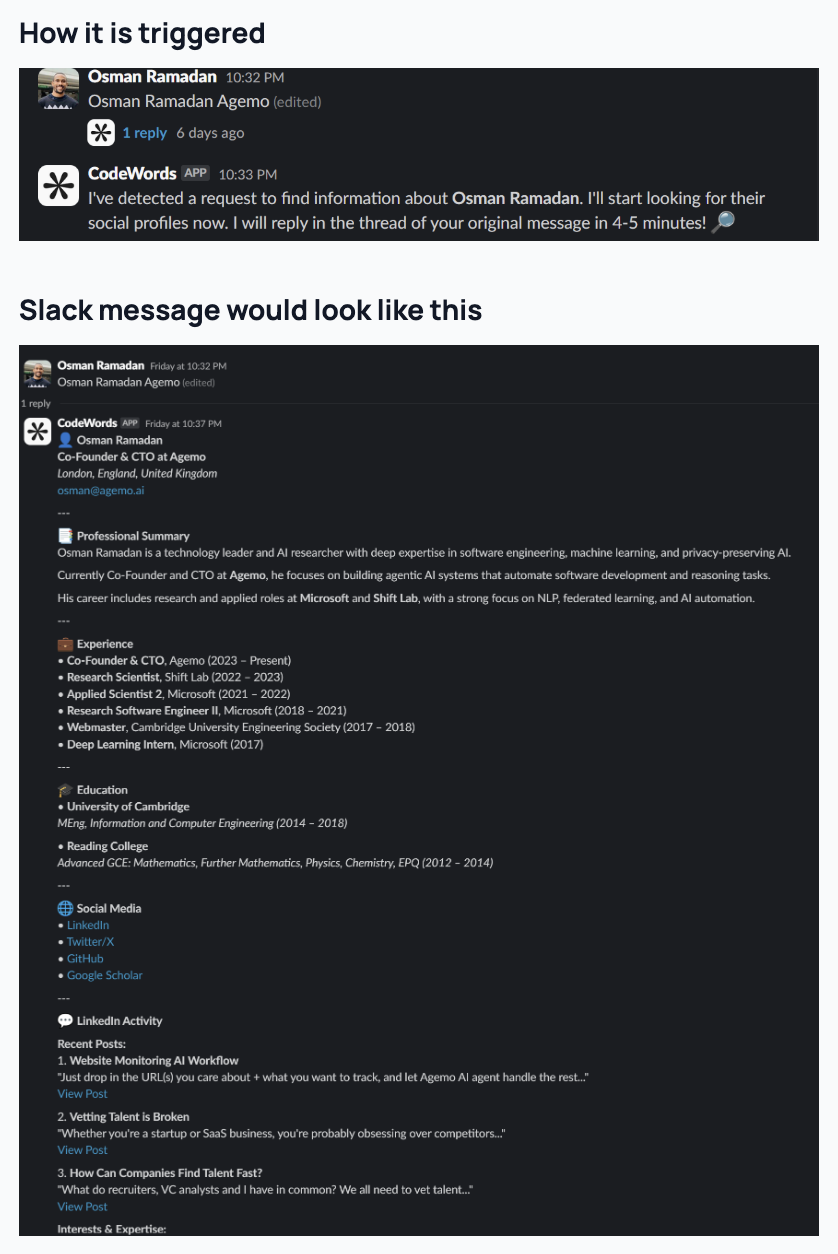 How it is triggered
Osman Ramadan 10:32 PM
Osman Ramadan Agemo (edited)
1 reply 6 days ago
CodeWords APP 10:33 PM
I've detected a request to find information about Osman Ramadan. I'll start looking for their
social profiles now. I will reply in the thread of your original message in 4-5 minutes! 🔎
Slack message would look like this
Osman Ramadan Friday at 10:32 PM
Osman Ramadan Agemo (edited)
1 reply
CodeWords APP Friday at 10:37 PM
👤 Osman Ramadan
Co-Founder & CTO at Agemo
London, England, United Kingdom
osman@agemo.ai
---
📑 Professional Summary
Osman Ramadan is a technology leader and AI researcher with deep expertise in software engineering, machine learning, and privacy-preserving AI.
Currently Co-Founder and CTO at Agemo, he focuses on building agentic AI systems that automate software development and reasoning tasks.
His career includes research and applied roles at Microsoft and Shift Lab, with a strong focus on NLP, federated learning, and AI automation.
---
💼 Experience
• Co-Founder & CTO, Agemo (2023 – Present)
• Research Scientist, Shift Lab (2022 – 2023)
• Applied Scientist 2, Microsoft (2021 – 2022)
• Research Software Engineer II, Microsoft (2018 – 2021)
• Webmaster, Cambridge University Engineering Society (2017 – 2018)
• Deep Learning Intern, Microsoft (2017)
---
🎓 Education
• University of Cambridge
MEng, Information and Computer Engineering (2014 – 2018)
• Reading College
Advanced GCE: Mathematics, Further Mathematics, Physics, Chemistry, EPQ (2012 – 2014)
---
🌐 Social Media
• LinkedIn
• Twitter/X
• GitHub
• Google Scholar
---
💬 LinkedIn Activity
Recent Posts:
1. Website Monitoring AI Workflow
"Just drop in the URL(s) you care about + what you want to track, and let Agemo AI agent handle the rest..."
View Post
2. Vetting Talent is Broken
"Whether you're a startup or SaaS business, you're probably obsessing over competitors..."
View Post
3. How Can Companies Find Talent Fast?
"What do recruiters, VC analysts and I have in common? We all need to vet talent..."
View Post
Interests & Expertise: